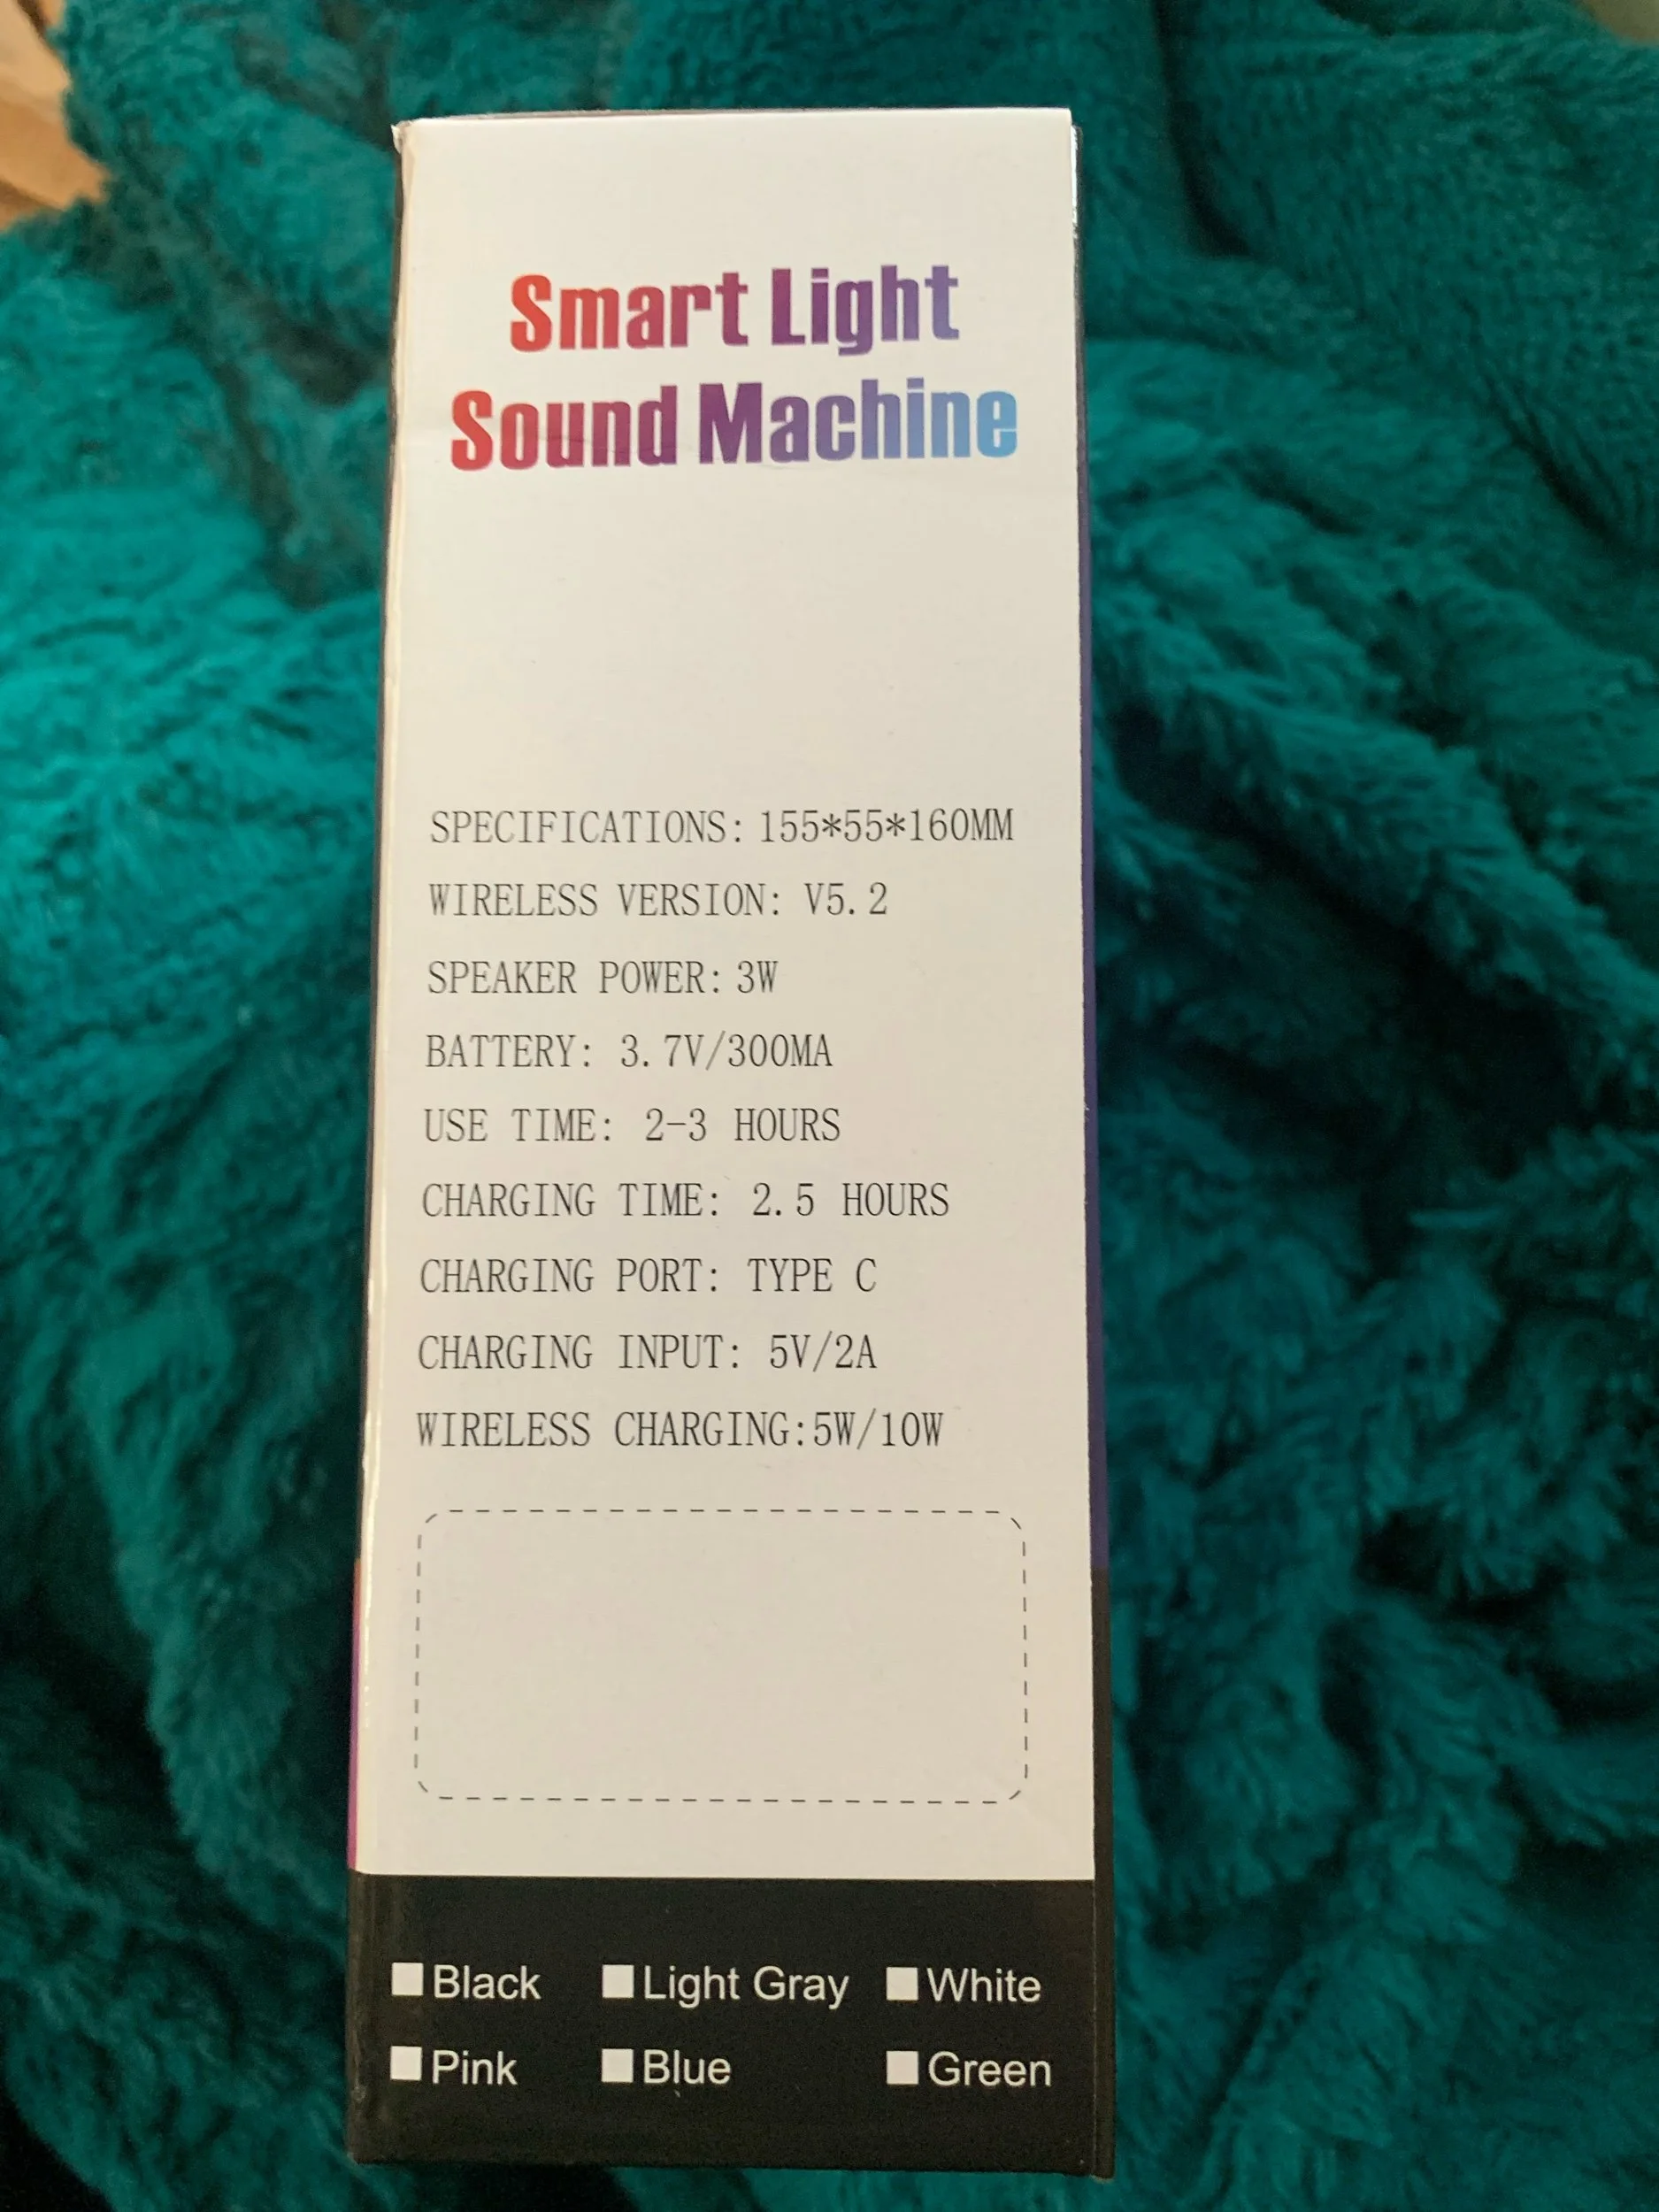 Smart Light
Sound Machine
SPECIFICATIONS: 155*55*160MM
WIRELESS VERSION: V5.2
SPEAKER POWER: 3W
BATTERY: 3.7V/300MA
USE TIME: 2-3 HOURS
CHARGING TIME: 2.5 HOURS
CHARGING PORT: TYPE C
CHARGING INPUT: 5V/2A
WIRELESS CHARGING:5W/10W
Black Light Gray White
Pink Blue Green